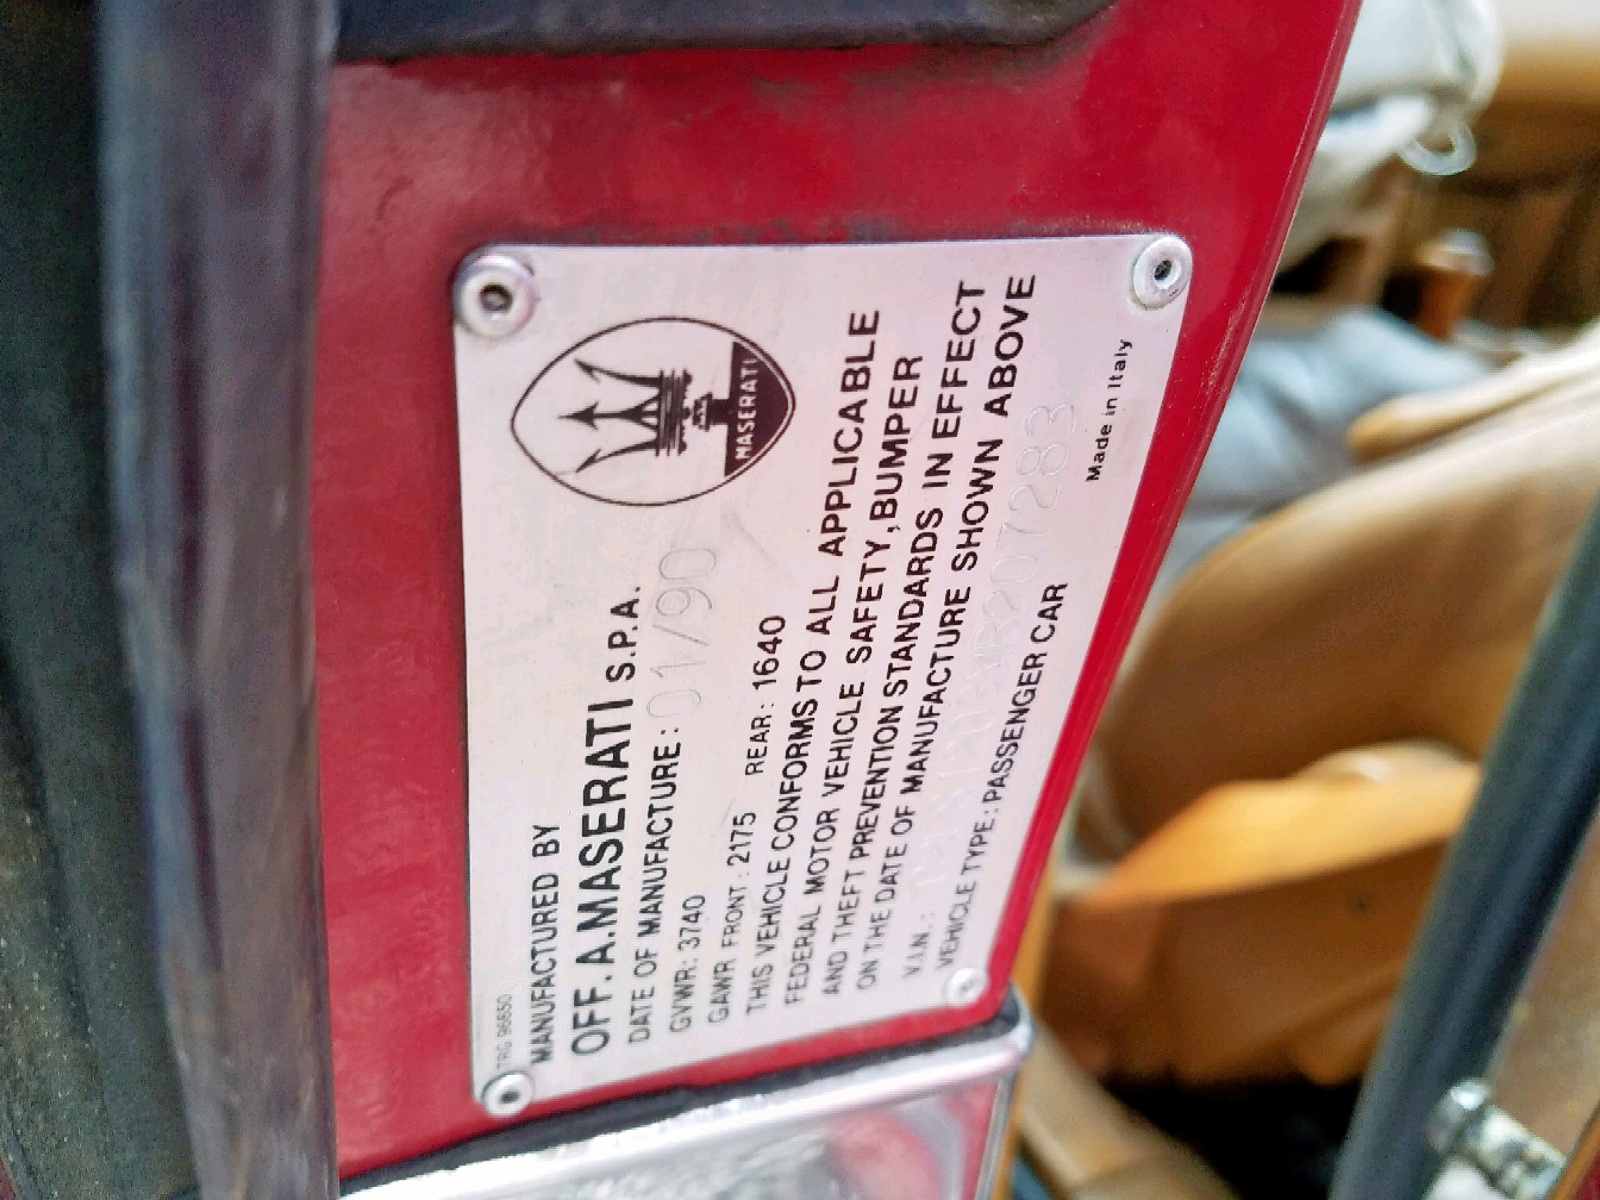 TRG 96650
MANUFACTURED BY
OFF. A. MASERATI S.P.A.
MASERATI
DATE OF MANUFACTURE: 01/90
GVWR: 3740
GAWR FRONT: 2175 REAR: 1640
THIS VEHICLE CONFORMS TO ALL APPLICABLE
FEDERAL MOTOR VEHICLE SAFETY, BUMPER
AND THEFT PREVENTION STANDARDS IN EFFECT
ON THE DATE OF MANUFACTURE SHOWN ABOVE
V.I.N.:
VEHICLE TYPE: PASSENGER CAR
Made in Italy